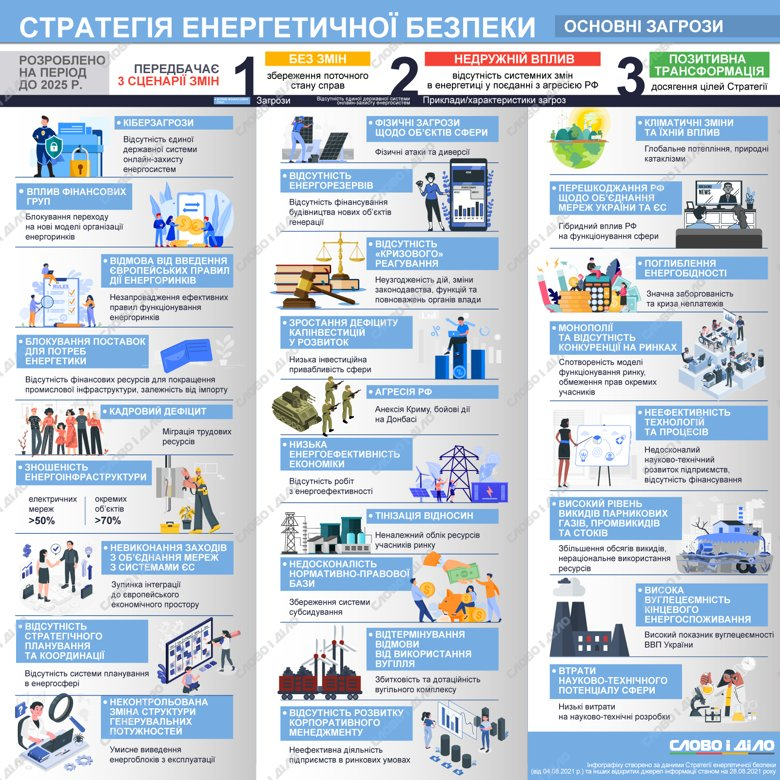 СТРАТЕГІЯ ЕНЕРГЕТИЧНОЇ БЕЗПЕКИ
ОСНОВНІ ЗАГРОЗИ
РОЗРОБЛЕНО
НА ПЕРІОД
ДО 2025 Р.
ПЕРЕДБАЧАЄ
3 СЦЕНАРІЇ ЗМІН
1
БЕЗ ЗМІН
збереження поточного
стану справ
2
НЕДРУЖНІЙ ВПЛИВ
відсутність системних змін
в енергетиці у поєднанні з агресією РФ
3
ПОЗИТИВНА
ТРАНСФОРМАЦІЯ
досягення цілей Стратегії
Загрози
Відсутність єдиної державної системи
онлайн-захисту енергосистем
Приклади/характеристики загроз
КІБЕРЗАГРОЗИ
Відсутність єдиної
державної системи
онлайн-захисту
енергосистем
ВПЛИВ ФІНАНСОВИХ
ГРУП
Блокування переходу
на нові моделі організації
енергоринків
ВІДМОВА ВІД ВВЕДЕННЯ
ЄВРОПЕЙСЬКИХ ПРАВИЛ
ДІЇ ЕНЕРГОРИНКІВ
Незапровадження ефективних
правил функціонування
енергоринків
БЛОКУВАННЯ ПОСТАВОК
ДЛЯ ПОТРЕБ
ЕНЕРГЕТИКИ
Відсутність фінансових ресурсів для покращення
промислової інфраструктури, залежність від імпорту
КАДРОВИЙ ДЕФІЦИТ
Міграція трудових
ресурсів
ЗНОШЕНІСТЬ
ЕНЕРГОІНФРАСТРУКТУРИ
електричних
мереж
>50%
окремих
об'єктів
>70%
НЕВИКОНАННЯ ЗАХОДІВ
З ОБ'ЄДНАННЯ МЕРЕЖ
З СИСТЕМАМИ ЄС
Зупинка інтеграції
до європейського
економічного простору
ВІДСУТНІСТЬ
СТРАТЕГІЧНОГО
ПЛАНУВАННЯ
ТА КООРДИНАЦІЇ
Відсутність системи планування
в енергосфері
НЕКОНТРОЛЬОВАНА
ЗМІНА СТРУКТУРИ
ГЕНЕРУВАЛЬНИХ
ПОТУЖНОСТЕЙ
Умисне виведення
енергоблоків з експлуатації
ФІЗИЧНІ ЗАГРОЗИ
ЩОДО ОБ'ЄКТІВ СФЕРИ
Фізичні атаки та диверсії
ВІДСУТНІСТЬ
ЕНЕРГОРЕЗЕРВІВ
Відсутність фінансування
будівництва нових об'єктів
генерації
ВІДСУТНІСТЬ
«КРИЗОВОГО»
РЕАГУВАННЯ
Неузгодженість дій, зміни
законодавства, функцій та
повноважень органів влади
ЗРОСТАННЯ ДЕФІЦИТУ
КАПІНВЕСТИЦІЙ
У РОЗВИТОК
Низька інвестиційна
привабливість сфери
АГРЕСІЯ РФ
Анексія Криму, бойові дії
на Донбасі
НИЗЬКА
ЕНЕРГОЕФЕКТИВНІСТЬ
ЕКОНОМІКИ
Відсутність робіт
з енергоефективності
ТІНІЗАЦІЯ ВІДНОСИН
Неналежний облік ресурсів
учасників ринку
НЕДОСКОНАЛІСТЬ
НОРМАТИВНО-ПРАВОВОЇ
БАЗИ
Збереження системи
субсидування
ВІДТЕРМІНУВАННЯ
ВІДМОВИ
ВІД ВИКОРИСТАННЯ
ВУГІЛЛЯ
Збитковість та дотаційність
вугільного комплексу
ВІДСУТНІСТЬ РОЗВИТКУ
КОРПОРАТИВНОГО
МЕНЕДЖМЕНТУ
Неефективна діяльність
підприємств в ринкових умовах
КЛІМАТИЧНІ ЗМІНИ
ТА ЇХНІЙ ВПЛИВ
Глобальне потепління, природні
катаклізми
ПЕРЕШКОДЖАННЯ РФ
ЩОДО ОБ'ЄДНАННЯ
МЕРЕЖ УКРАЇНИ ТА ЄС
Гібридний вплив РФ
на функціонування сфери
ПОГЛИБЛЕННЯ
ЕНЕРГОБІДНОСТІ
Значна заборгованість
та криза неплатежів
МОНОПОЛІЇ
ТА ВІДСУТНІСТЬ
КОНКУРЕНЦІЇ НА РИНКАХ
Спотвореність моделі
функціонування ринку,
обмеження прав окремих
учасників
НЕЕФЕКТИВНІСТЬ
ТЕХНОЛОГІЙ
ТА ПРОЦЕСІВ
Недосконалий
науково-технічний
розвиток підприємств,
відсутність фінансування
ВИСОКИЙ РІВЕНЬ
ВИКИДІВ ПАРНИКОВИХ
ГАЗІВ, ПРОМВИКИДІВ
ТА СТОКІВ
Збільшення обсягів викидів,
нераціональне використання
ресурсів
ВИСОКА
ВУГЛЕЦЕЄМНІСТЬ
КІНЦЕВОГО
ЕНЕРГОСПОЖИВАННЯ
Високий показник вуглецеємності
ВВП України
ВТРАТИ
НАУКОВО-ТЕХНІЧНОГО
ПОТЕНЦІАЛУ СФЕРИ
Низькі витрати
на науково-технічні розробки
СЛОВО І ДІЛО
Інфографіку створено за даними Стратегії енергетичної безпеки
(від 04.08.2021 р.) та інших відкритих джерел інформації станом на 28.08.2021 року